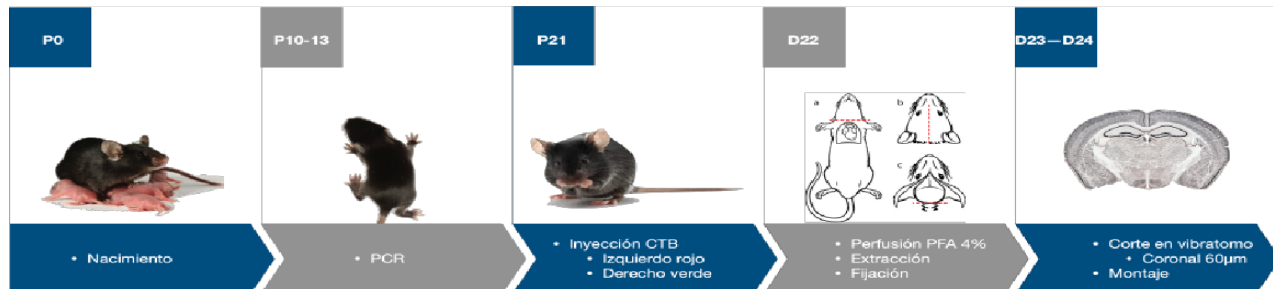 P0
P10-13
P21
D22
D23—D24
a
b
c
• Nacimiento
• PCR
• Inyección CTB
• Izquierdo rojo
• Derecho verde
• Perfusión PFA 4%
• Extracción
• Fijación
• Corte en vibratomo
• Coronal 60µm
• Montaje